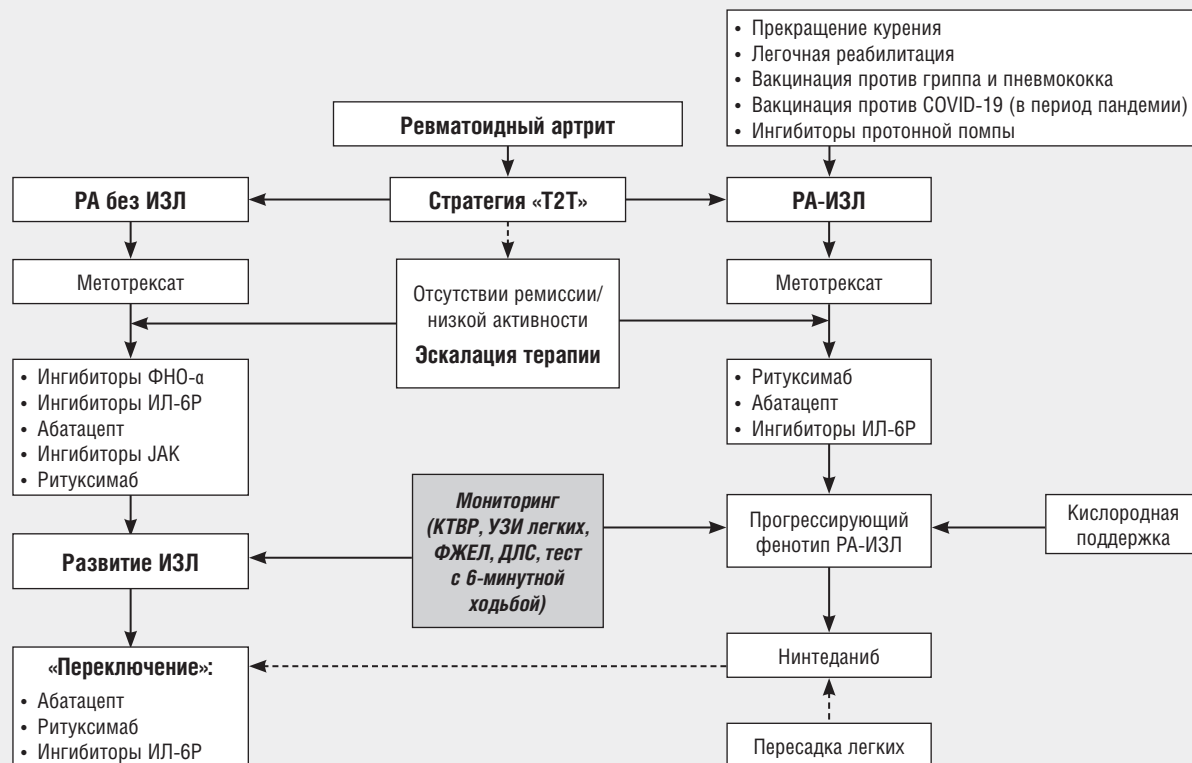 • Прекращение курения
• Легочная реабилитация
• Вакцинация против гриппа и пневмококка
• Вакцинация против COVID-19 (в период пандемии)
• Ингибиторы протонной помпы
Ревматоидный артрит
РА без ИЗЛ
Стратегия «Т2Т»
РА-ИЗЛ
Метотрексат
Отсутствии ремиссии/
низкой активности
Эскалация терапии
Метотрексат
• Ингибиторы ФНО-α
• Ингибиторы ИЛ-6Р
• Абатацепт
• Ингибиторы JAK
• Ритуксимаб
• Ритуксимаб
• Абатацепт
• Ингибиторы ИЛ-6Р
Мониторинг
(КТВР, УЗИ легких,
ФЖЕЛ, ДЛС, тест
с 6-минутной
ходьбой)
Развитие ИЗЛ
Прогрессирующий
фенотип РА-ИЗЛ
Кислородная
поддержка
«Переключение»:
• Абатацепт
• Ритуксимаб
• Ингибиторы ИЛ-6Р
Нинтеданиб
Пересадка легких